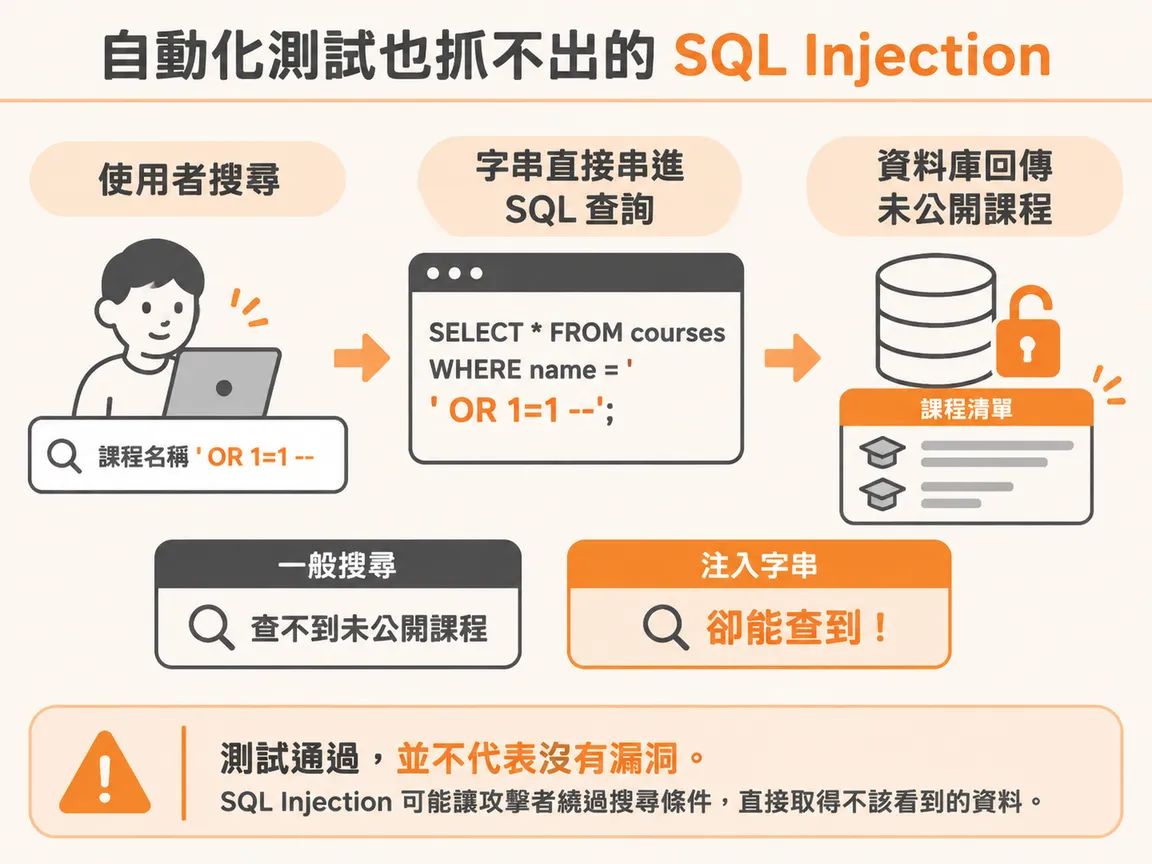 自動化測試也抓不出的 SQL Injection
使用者搜尋
字串直接串進
SQL 查詢
資料庫回傳
未公開課程
課程名稱 ' OR 1=1 --
SELECT * FROM courses
WHERE name = '
' OR 1=1 --';
課程清單
一般搜尋
查不到未公開課程
注入字串
卻能查到！
測試通過，並不代表沒有漏洞。
SQL Injection 可能讓攻擊者繞過搜尋條件，直接取得不該看到的資料。